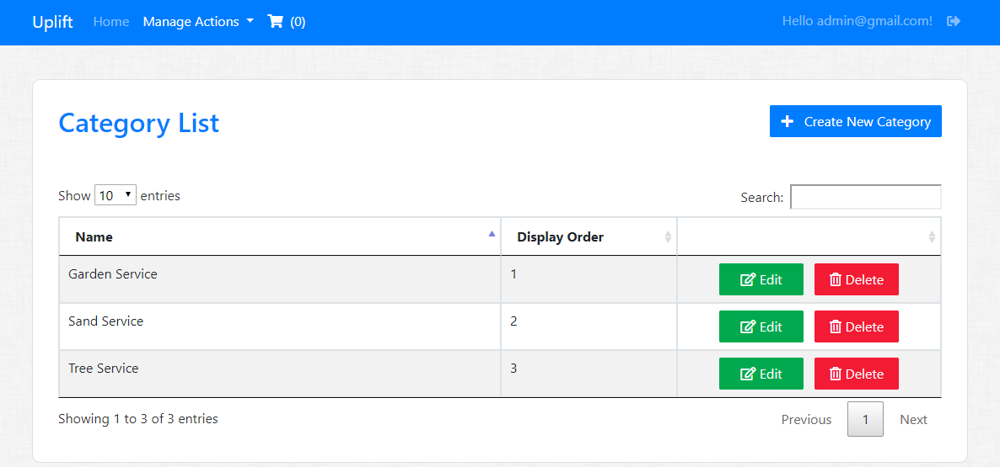 Uplift Home Manage Actions (0) Hello admin@gmail.com!
Category List Create New Category
Show 10 entries Search:
Name Display Order
Garden Service 1 Edit Delete
Sand Service 2 Edit Delete
Tree Service 3 Edit Delete
Showing 1 to 3 of 3 entries Previous 1 Next